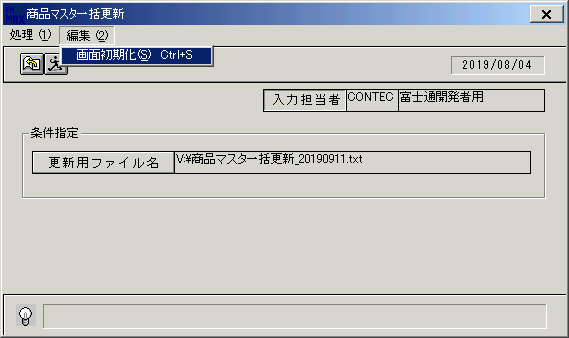 商品マスター括更新
処理 (1) 編集 (2)
画面初期化(S) Ctrl+S
2019/08/04
入力担当者 CONTEC 富士通開発者用
条件指定
更新用ファイル名 V:¥商品マスター括更新_20190911.txt